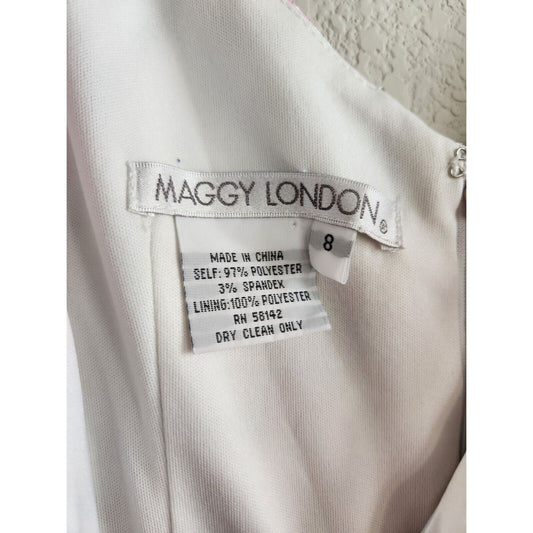 MAGGY LONDON®
8
MADE IN CHINA
SELF: 97% POLYESTER
3% SPANDEX
LINING:100% POLYESTER
RN 58142
DRY CLEAN ONLY